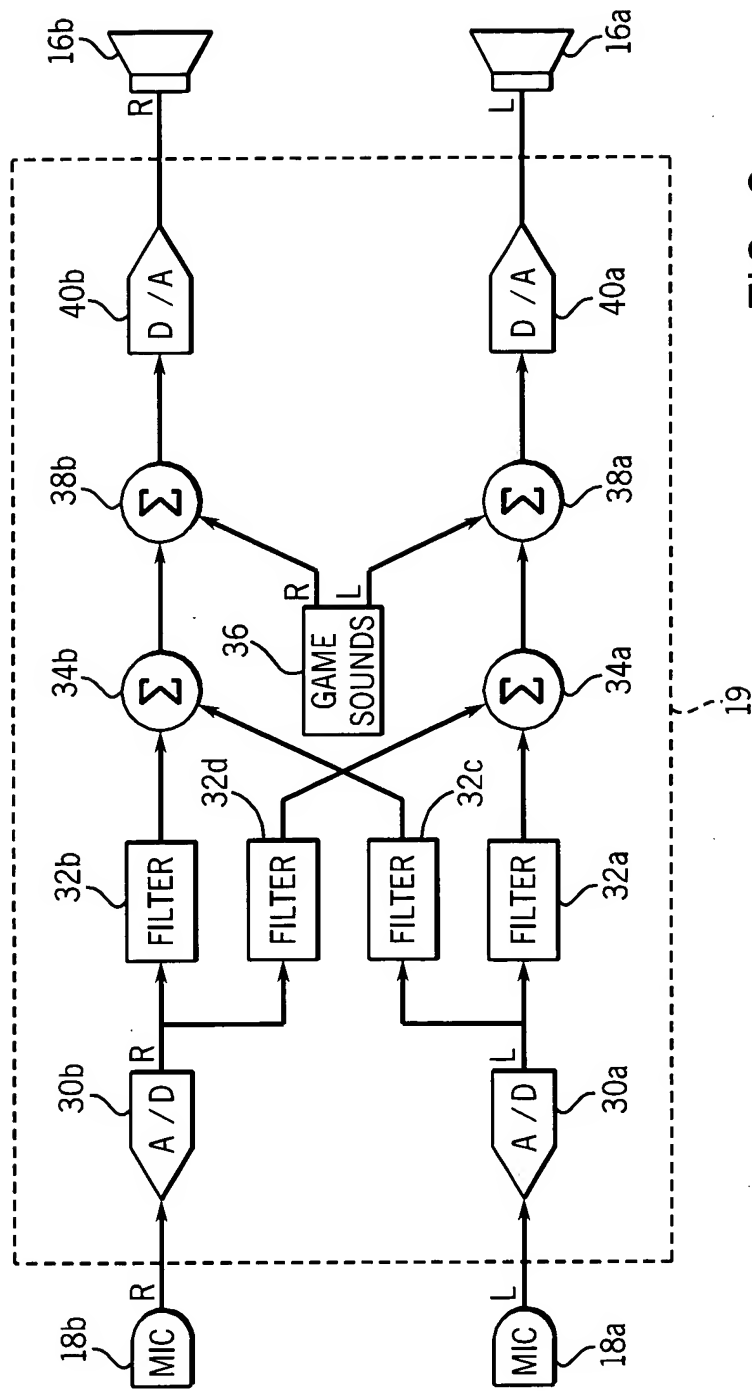 18b
MIC
R
30b
A/D
R
32b
FILTER
34b
Σ
38b
Σ
40b
D/A
R
16b
32d
FILTER
36
GAME
SOUNDS
R
L
FILTER
32c
MIC
18a
L
A/D
30a
L
FILTER
32a
Σ
34a
Σ
38a
D/A
40a
L
16a
19
FIG.